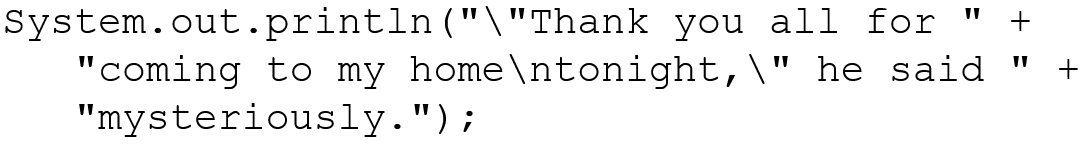 System.out.println("\"Thank you all for " +
"coming to my home\ntonight,\" he said " +
"mysteriously.");